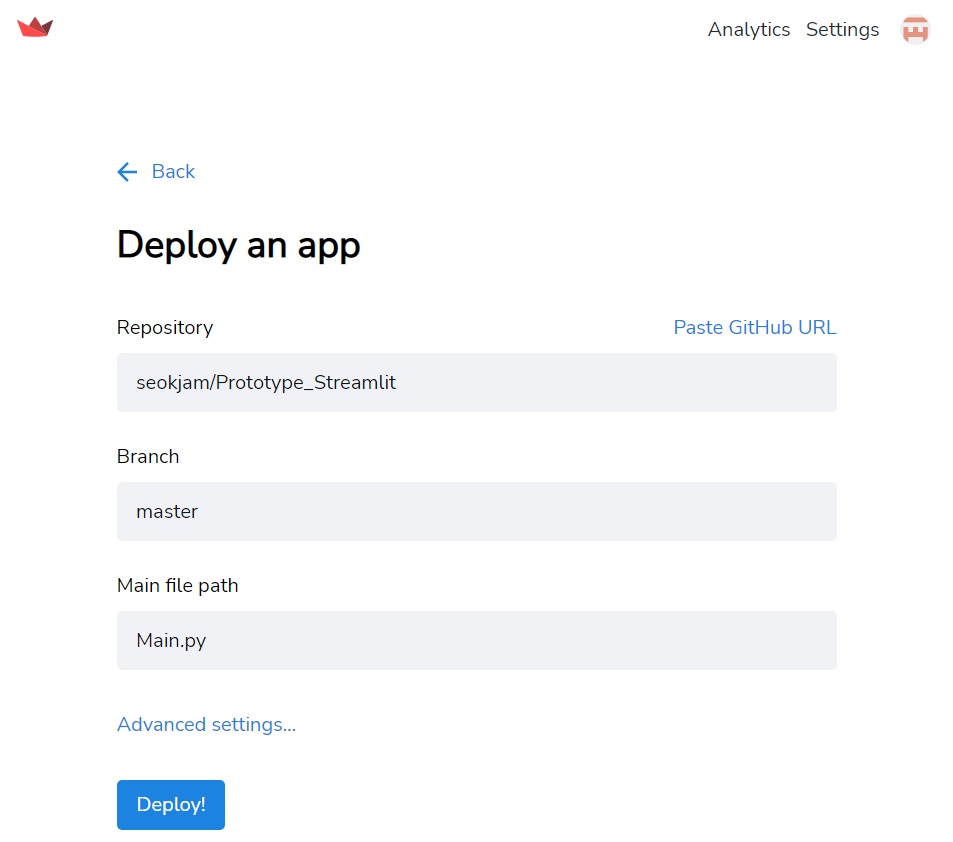 Analytics Settings
Back
Deploy an app
Repository Paste GitHub URL
seokjam/Prototype_Streamlit
Branch
master
Main file path
Main.py
Advanced settings...
Deploy!